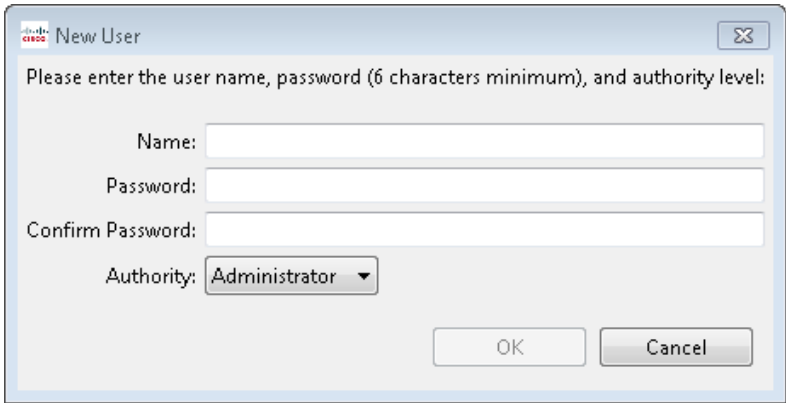 cisco New User
Please enter the user name, password (6 characters minimum), and authority level:
Name:
Password:
Confirm Password:
Authority: Administrator
OK Cancel